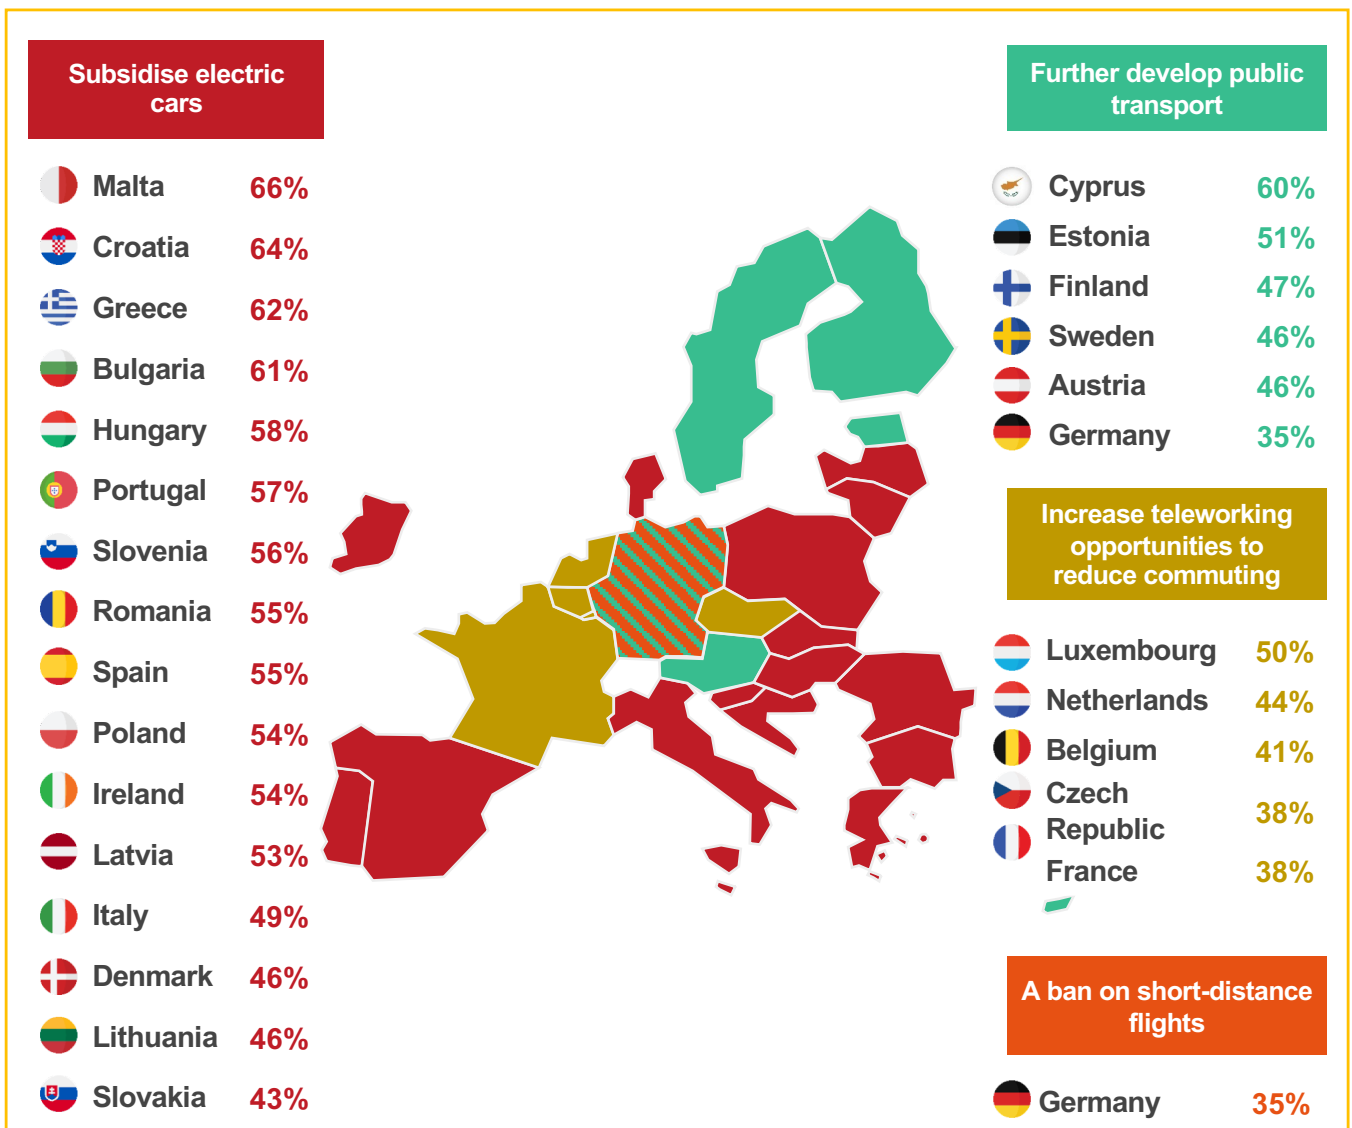 Subsidise electric
cars
Malta 66%
Croatia 64%
Greece 62%
Bulgaria 61%
Hungary 58%
Portugal 57%
Slovenia 56%
Romania 55%
Spain 55%
Poland 54%
Ireland 54%
Latvia 53%
Italy 49%
Denmark 46%
Lithuania 46%
Slovakia 43%
Further develop public
transport
Cyprus 60%
Estonia 51%
Finland 47%
Sweden 46%
Austria 46%
Germany 35%
Increase teleworking
opportunities to
reduce commuting
Luxembourg 50%
Netherlands 44%
Belgium 41%
Czech
Republic 38%
France 38%
A ban on short-distance
flights
Germany 35%